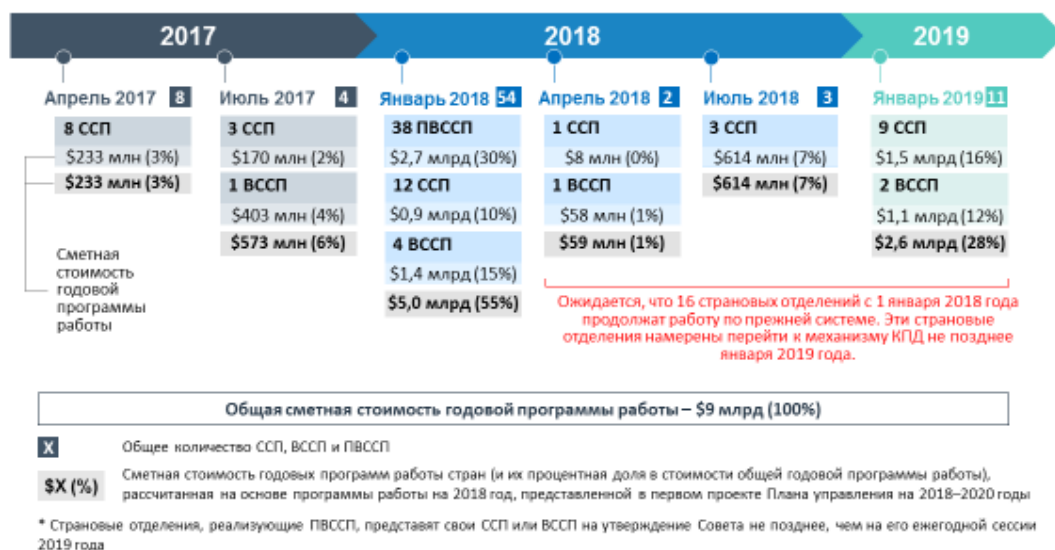 2017
2018
2019
Апрель 2017 8
Июль 2017 4
Январь 2018 54
Апрель 2018 2
Июль 2018 3
Январь 2019 11
8 ССП
$233 млн (3%)
$233 млн (3%)
3 ССП
$170 млн (2%)
1 ВССП
$403 млн (4%)
$573 млн (6%)
38 ПВССП
$2,7 млрд (30%)
12 ССП
$0,9 млрд (10%)
4 ВССП
$1,4 млрд (15%)
$5,0 млрд (55%)
1 ССП
$8 млн (0%)
1 ВССП
$58 млн (1%)
$59 млн (1%)
3 ССП
$614 млн (7%)
$614 млн (7%)
9 ССП
$1,5 млрд (16%)
2 ВССП
$1,1 млрд (12%)
$2,6 млрд (28%)
Сметная
стоимость
годовой
программы
работы
Ожидается, что 16 страновых отделений с 1 января 2018 года
продолжат работу по прежней системе. Эти страновые
отделения намерены перейти к механизму КПД не позднее
января 2019 года.
Общая сметная стоимость годовой программы работы – $9 млрд (100%)
X Общее количество ССП, ВССП и ПВССП
$X (%)
Сметная стоимость годовых программ работы стран (и их процентная доля в стоимости общей годовой программы работы),
рассчитанная на основе программы работы на 2018 год, представленной в первом проекте Плана управления на 2018–2020 годы
* Страновые отделения, реализующие ПВССП, представят свои ССП или ВССП на утверждение Совета не позднее, чем на его ежегодной сессии
2019 года